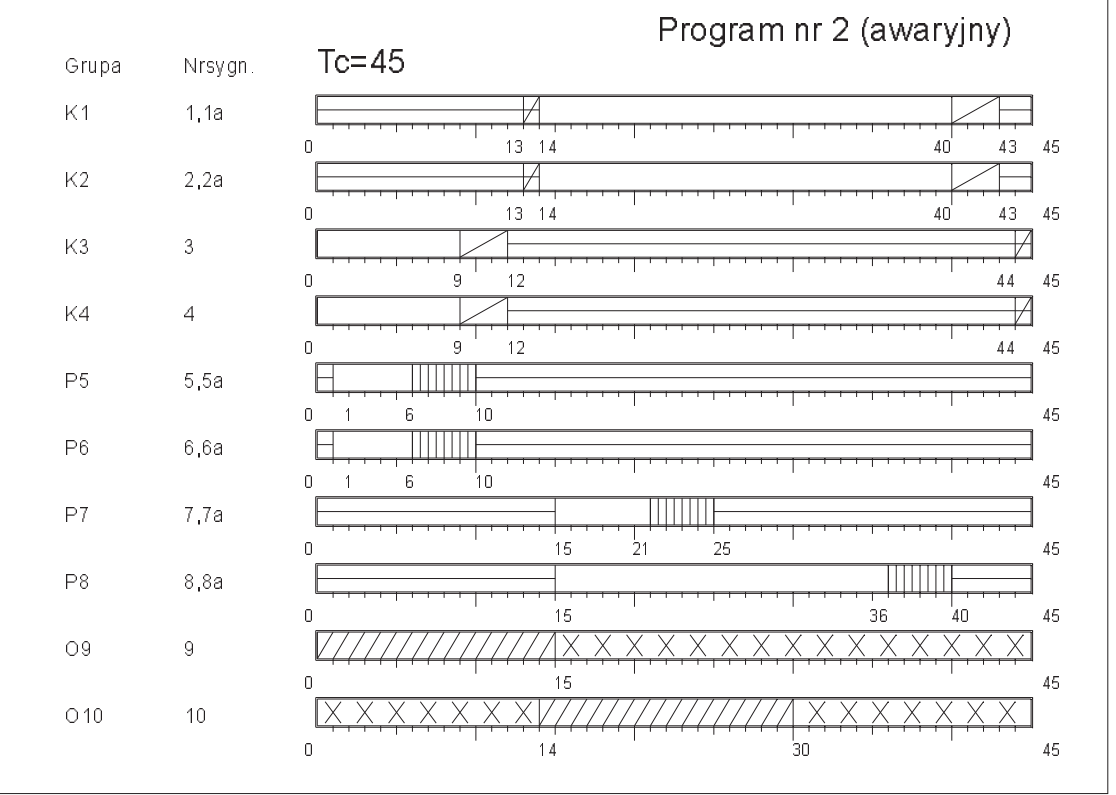 Program nr 2 (awaryjny)
Grupa Nrsygn. Tc=45
K1 1,1a
0 13 14 40 43 45
K2 2,2a
0 13 14 40 43 45
K3 3
0 9 12 44 45
K4 4
0 9 12 44 45
P5 5,5a
0 1 6 10 45
P6 6,6a
0 1 6 10 45
P7 7,7a
0 15 21 25 45
P8 8,8a
0 15 36 40 45
O9 9
0 15 45
O10 10
0 14 30 45